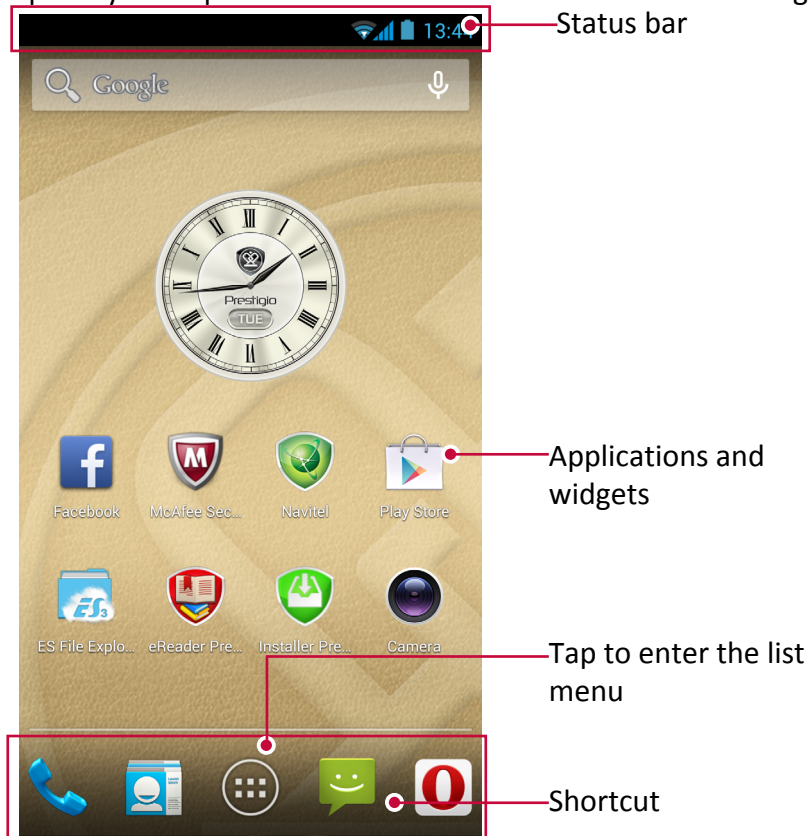 13:44
Status bar
Google
Prestigio
TUE
Facebook
McAfee Sec...
Navitel
Play Store
Applications and
widgets
ES3
ES File Explo...
eReader Pre...
Installer Pre...
Camera
Tap to enter the list
menu
Shortcut